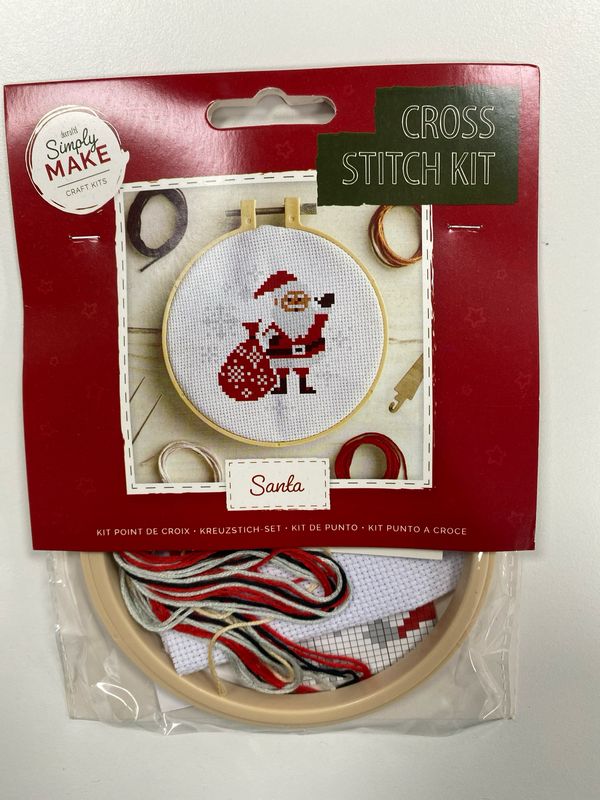 docrafts
Simply
MAKE
CRAFT KITS
CROSS
STITCH KIT
Santa
KIT POINT DE CROIX • KREUZSTICH-SET • KIT DE PUNTO • KIT PUNTO A CROCE